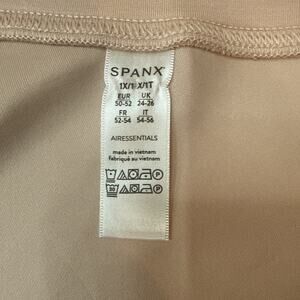 SPANX
1X/1X/1T
EUR UK
50-52 24-26
FR IT
52-54 54-56
AIRESSENTIALS
made in vietnam
fabriqué au vietnam
30